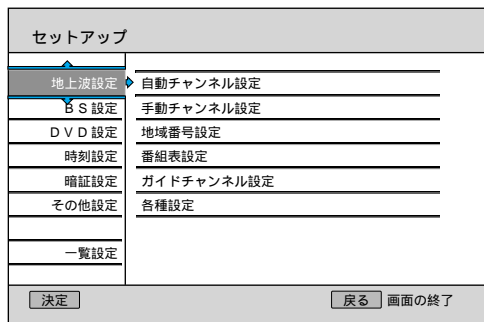 セットアップ
地上波設定
BS設定
DVD設定
時刻設定
暗証設定
その他設定
一覧設定
自動チャンネル設定
手動チャンネル設定
地域番号設定
番組表設定
ガイドチャンネル設定
各種設定
決定
戻る 画面の終了